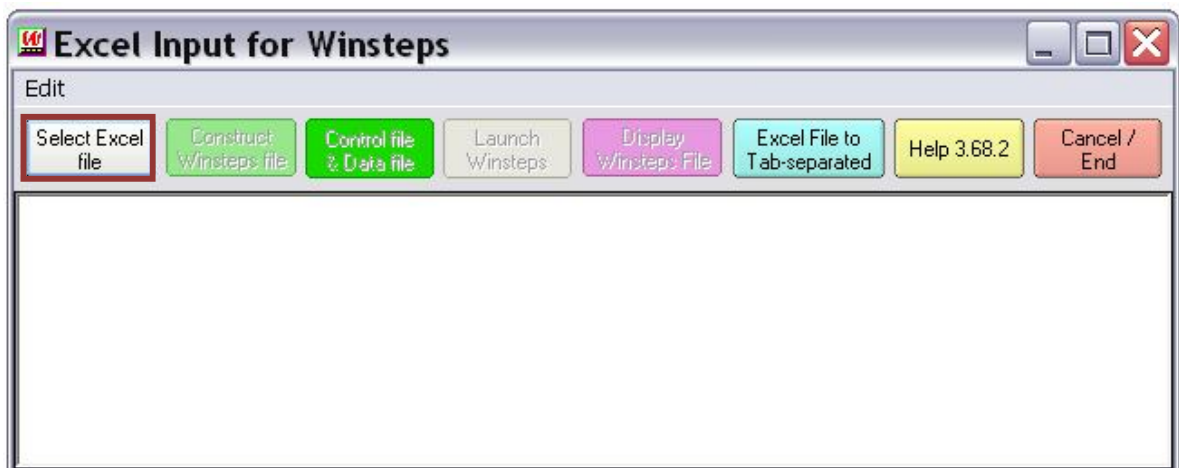 Excel Input for Winsteps
Edit
Select Excel
file
Construct
Winsteps file
Control file
& Data file
Launch
Winsteps
Display
Winsteps File
Excel File to
Tab-separated
Help 3.68.2
Cancel /
End